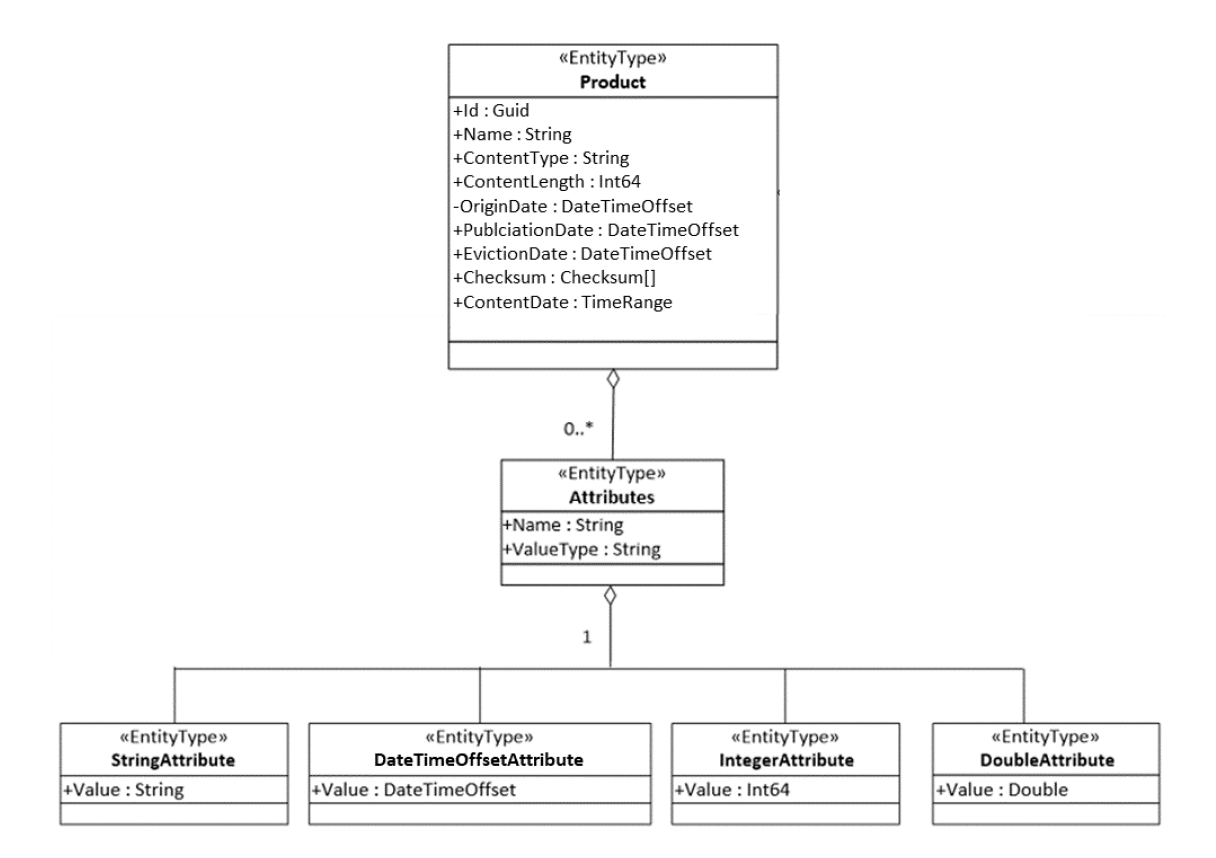 «EntityType»
Product
+Id : Guid
+Name : String
+ContentType : String
+ContentLength : Int64
-OriginDate : DateTimeOffset
+PublciationDate : DateTimeOffset
+EvictionDate : DateTimeOffset
+Checksum : Checksum[]
+ContentDate : TimeRange
0..*
«EntityType»
Attributes
+Name : String
+ValueType : String
1
«EntityType»
StringAttribute
+Value : String
«EntityType»
DateTimeOffsetAttribute
+Value : DateTimeOffset
«EntityType»
IntegerAttribute
+Value : Int64
«EntityType»
DoubleAttribute
+Value : Double